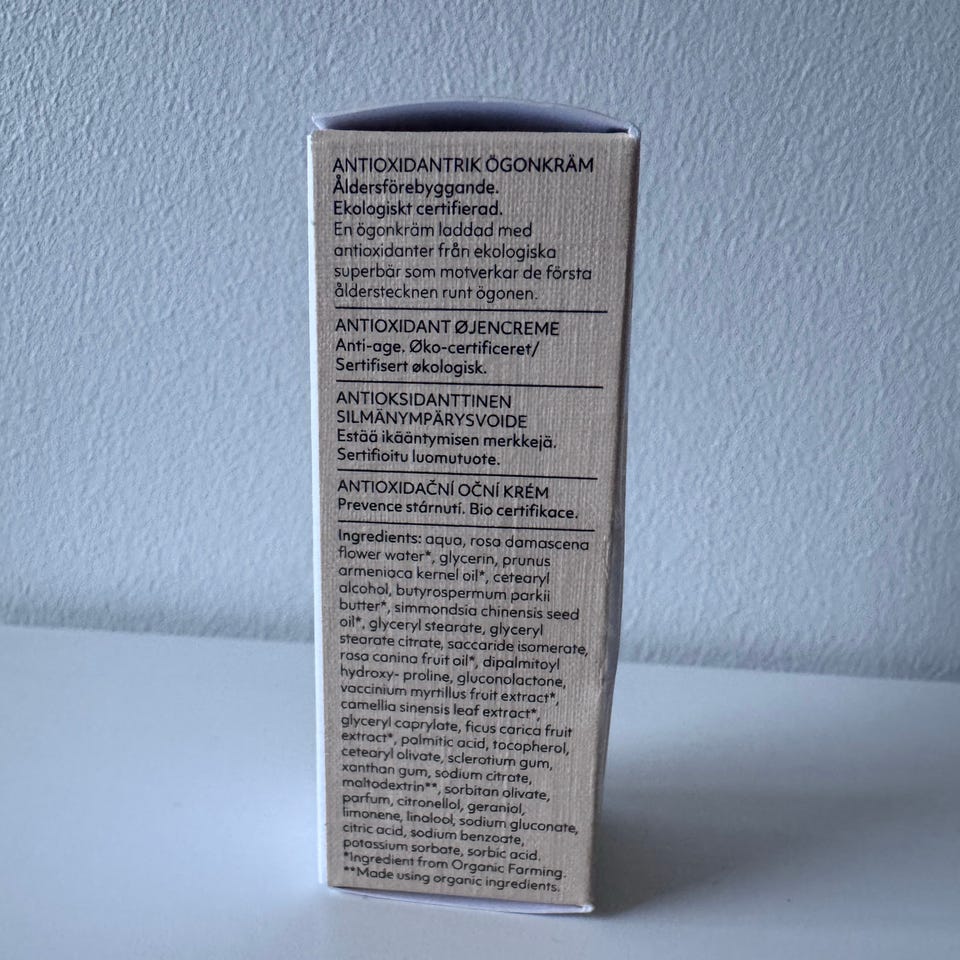 ANTIOXIDANTRIK ÖGONKRÄM
Åldersförebyggande.
Ekologiskt certifierad.
En ögonkräm laddad med
antioxidanter från ekologiska
superbär som motverkar de första
ålderstecknen runt ögonen.
ANTIOXIDANT ØJENCREME
Anti-age. Øko-certificeret/
Sertifisert økologisk.
ANTIOKSIDANTTINEN
SILMÄNYMPÄRYSVOIDE
Estää ikääntymisen merkkejä.
Sertifioitu luomutuote.
ANTIOXIDAČNÍ OČNÍ KRÉM
Prevence stárnutí. Bio certifikace.
Ingredients: aqua, rosa damascena
flower water*, glycerin, prunus
armeniaca kernel oil*, cetearyl
alcohol, butyrospermum parkii
butter*, simmondsia chinensis seed
oil*, glyceryl stearate, glyceryl
stearate citrate, saccaride isomerate,
rosa canina fruit oil*, dipalmitoyl
hydroxy- proline, gluconolactone,
vaccinium myrtillus fruit extract*,
camellia sinensis leaf extract*,
glyceryl caprylate, ficus carica fruit
extract*, palmitic acid, tocopherol,
cetearyl olivate, sclerotium gum,
xanthan gum, sodium citrate,
maltodextrin**, sorbitan olivate,
parfum, citronellol, geraniol,
limonene, linalool, sodium gluconate,
citric acid, sodium benzoate,
potassium sorbate, sorbic acid.
*Ingredient from Organic Farming.
**Made using organic ingredients.